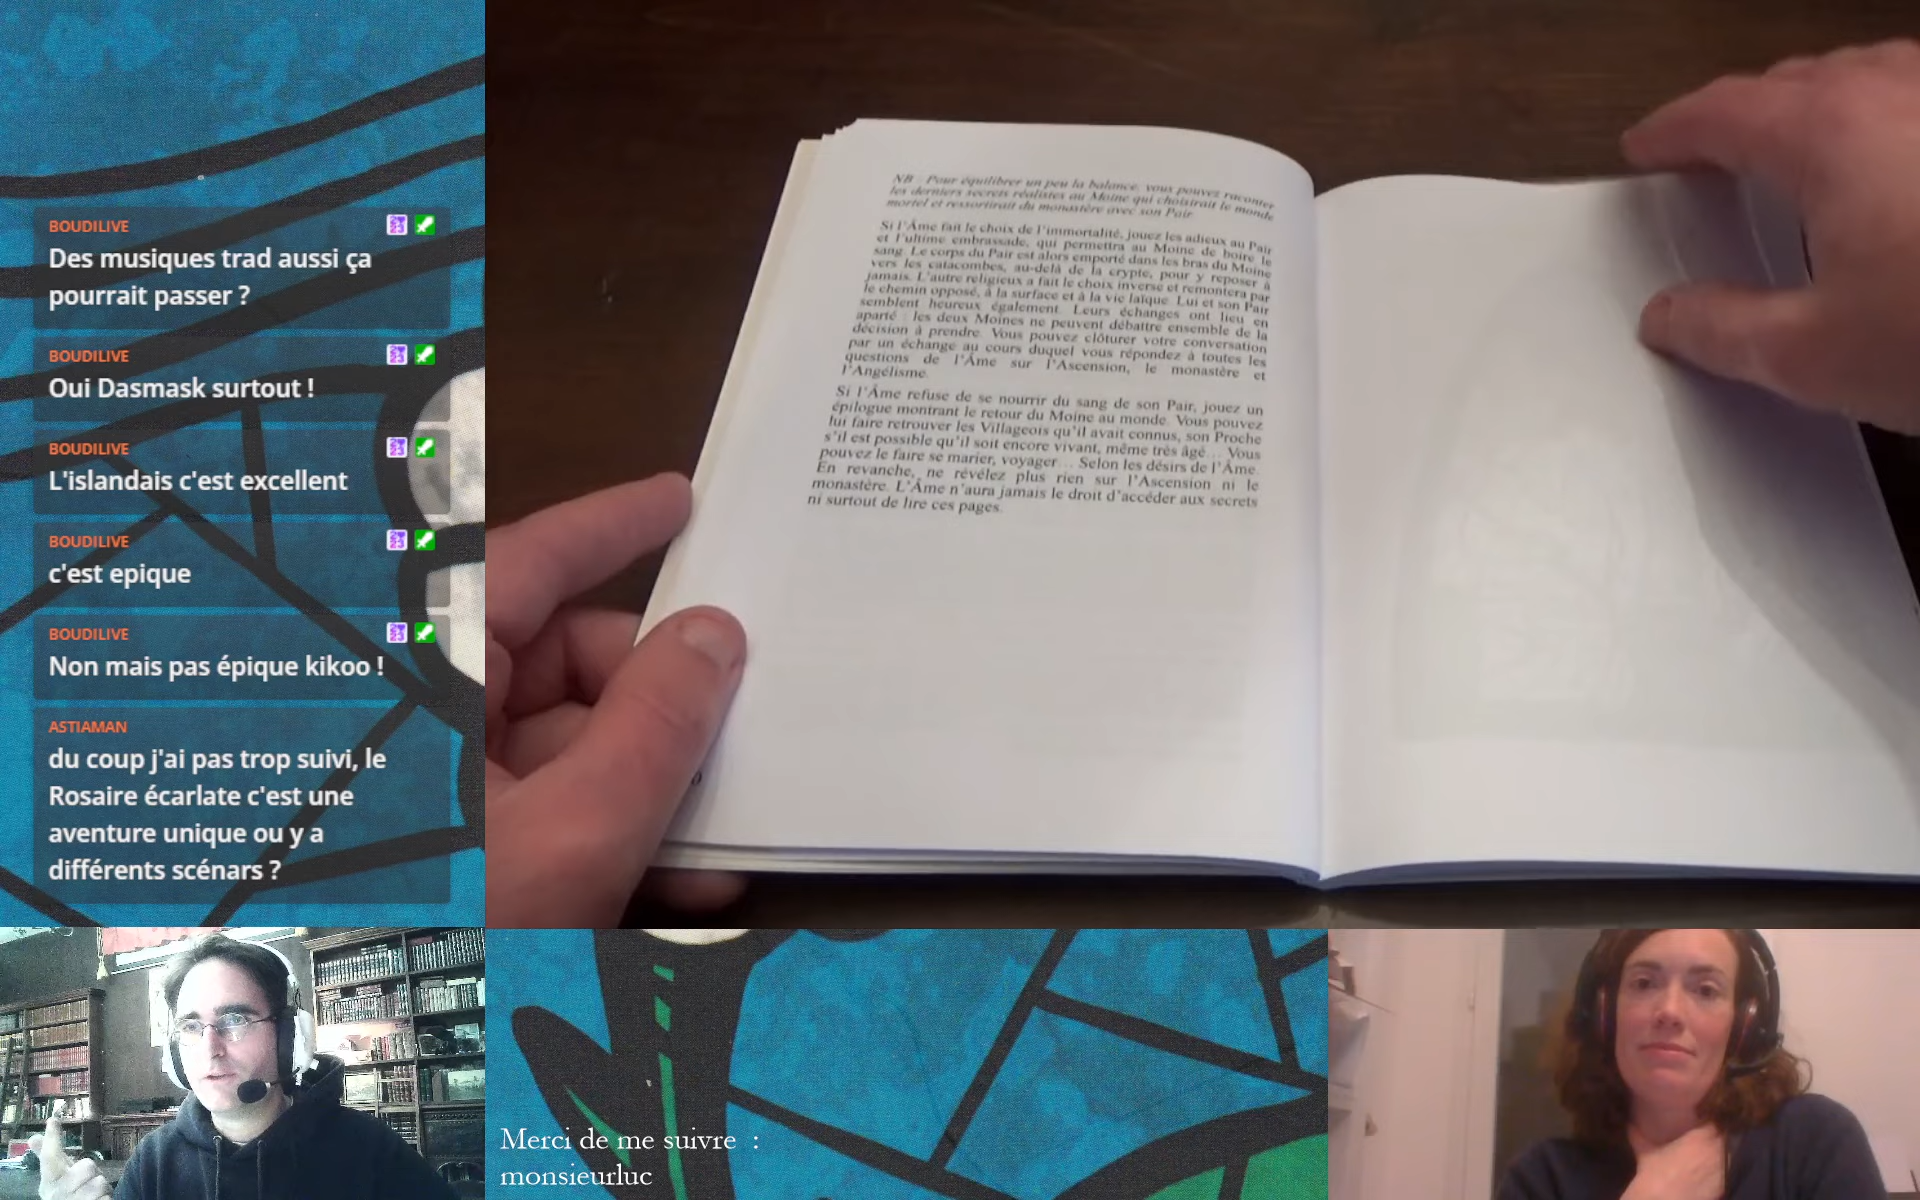 BOUDILIVE
Des musiques trad aussi ça
pourrait passer ?
BOUDILIVE
Oui Dasmask surtout !
BOUDILIVE
L'islandais c'est excellent
BOUDILIVE
c'est epique
BOUDILIVE
Non mais pas épique kikoo !
ASTIAMAN
du coup j'ai pas trop suivi, le
Rosaire écarlate c'est une
aventure unique ou y a
différents scénars ?
NB : Pour équilibrer un peu la balance, vous pouvez raconter
les derniers secrets réalistes au Moine qui choisirait le monde
mortel et ressortirait du monastère avec son Pair.
Si l'Âme fait le choix de l'immortalité, jouez les adieux au Pair
et l'ultime embrassade, qui permettra au Moine de boire le
sang. Le corps du Pair est alors emporté dans les bras du Moine
vers les catacombes, au-delà de la crypte, pour y reposer à
jamais. L'autre religieux a fait le choix inverse et remontera par
le chemin opposé, à la surface et à la vie laïque. Lui et son Pair
semblent heureux également. Leurs échanges ont lieu en
aparté : les deux Moines ne peuvent débattre ensemble de la
décision à prendre. Vous pouvez clôturer votre conversation
par un échange au cours duquel vous répondez à toutes les
questions de l'Âme sur l'Ascension, le monastère et
l'Angélisme.
Si l'Âme refuse de se nourrir du sang de son Pair, jouez un
épilogue montrant le retour du Moine au monde. Vous pouvez
lui faire retrouver les Villageois qu'il avait connus, son Proche
s'il est possible qu'il soit encore vivant, même très âgé... Vous
pouvez le faire se marier, voyager... Selon les désirs de l'Âme.
En revanche, ne révélez plus rien sur l'Ascension ni le
monastère. L'Âme n'aura jamais le droit d'accéder aux secrets
ni surtout de lire ces pages.
Merci de me suivre :
monsieurluc